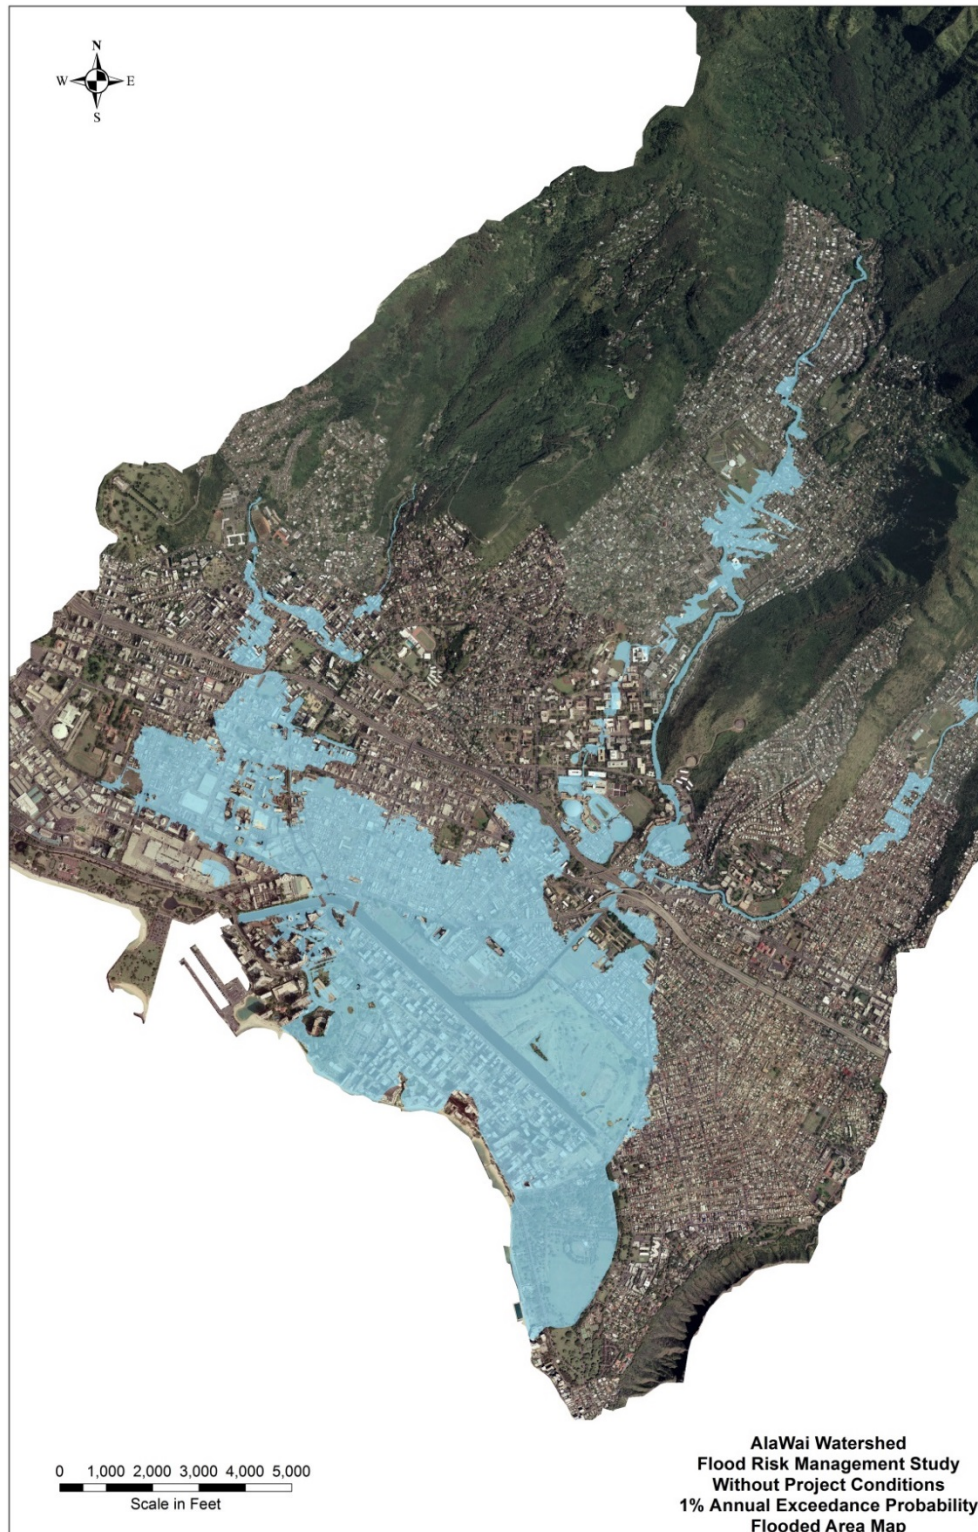 N
W E
S
0 1,000 2,000 3,000 4,000 5,000
Scale in Feet
AlaWai Watershed
Flood Risk Management Study
Without Project Conditions
1% Annual Exceedance Probability
Flooded Area Map